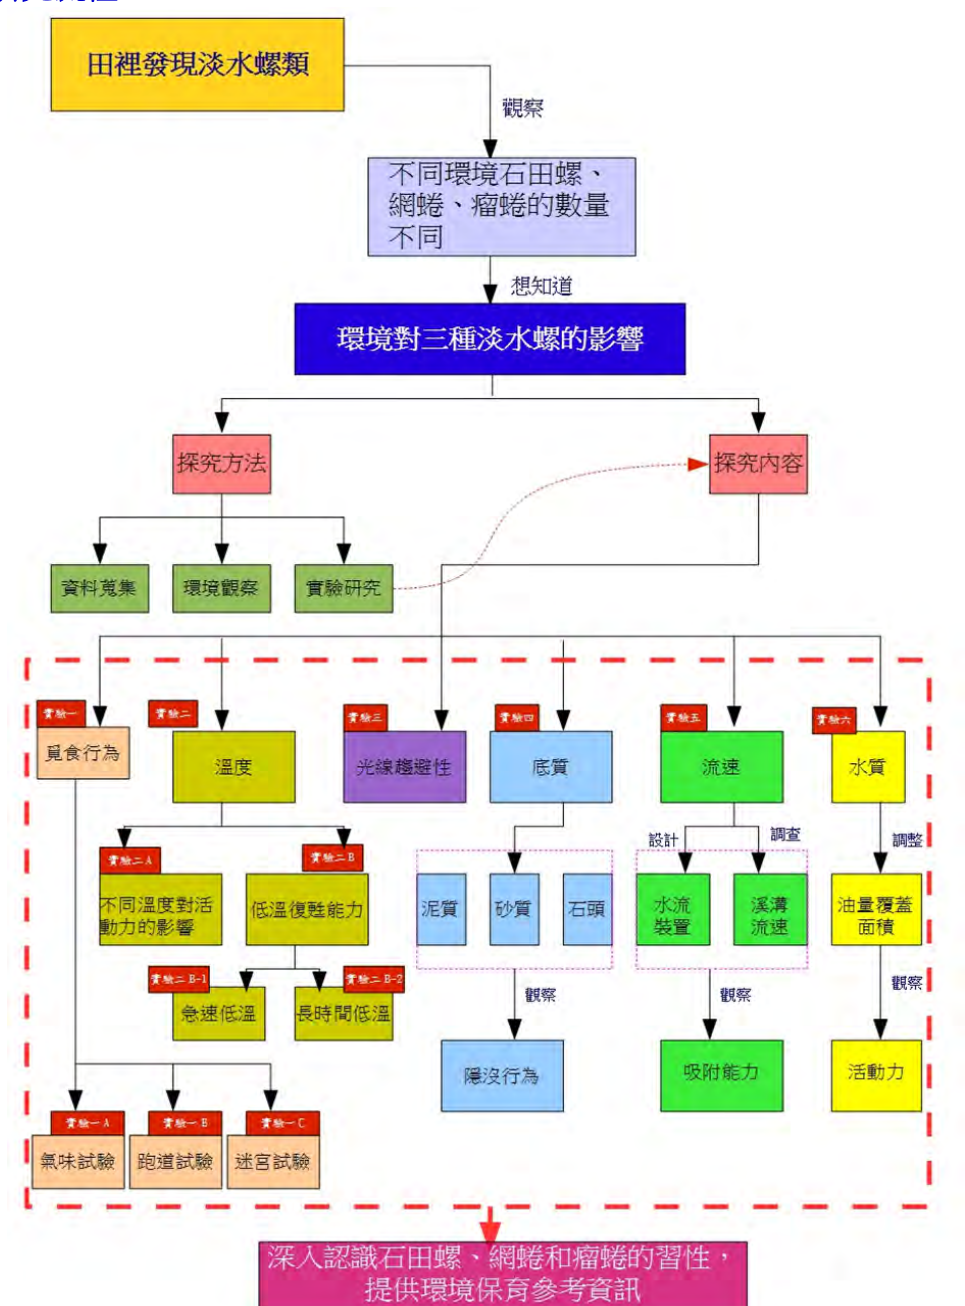 田裡發現淡水螺類
觀察
不同環境石田螺、
網蜷、瘤蜷的數量
不同
想知道
環境對三種淡水螺的影響
探究方法
探究內容
資料蒐集
環境觀察
實驗研究
實驗一
覓食行為
實驗二
溫度
實驗三
光線趨避性
實驗四
底質
實驗五
流速
實驗六
水質
實驗二A
不同溫度對活
動力的影響
實驗二B
低溫復甦能力
泥質
砂質
石頭
設計
調查
水流
裝置
溪溝
流速
調整
油量覆蓋
面積
實驗二B-1
急速低溫
實驗二B-2
長時間低溫
觀察
隱沒行為
觀察
吸附能力
觀察
活動力
實驗一A
氣味試驗
實驗一B
跑道試驗
實驗一C
迷宮試驗
深入認識石田螺、網蜷和瘤蜷的習性，
提供環境保育參考資訊